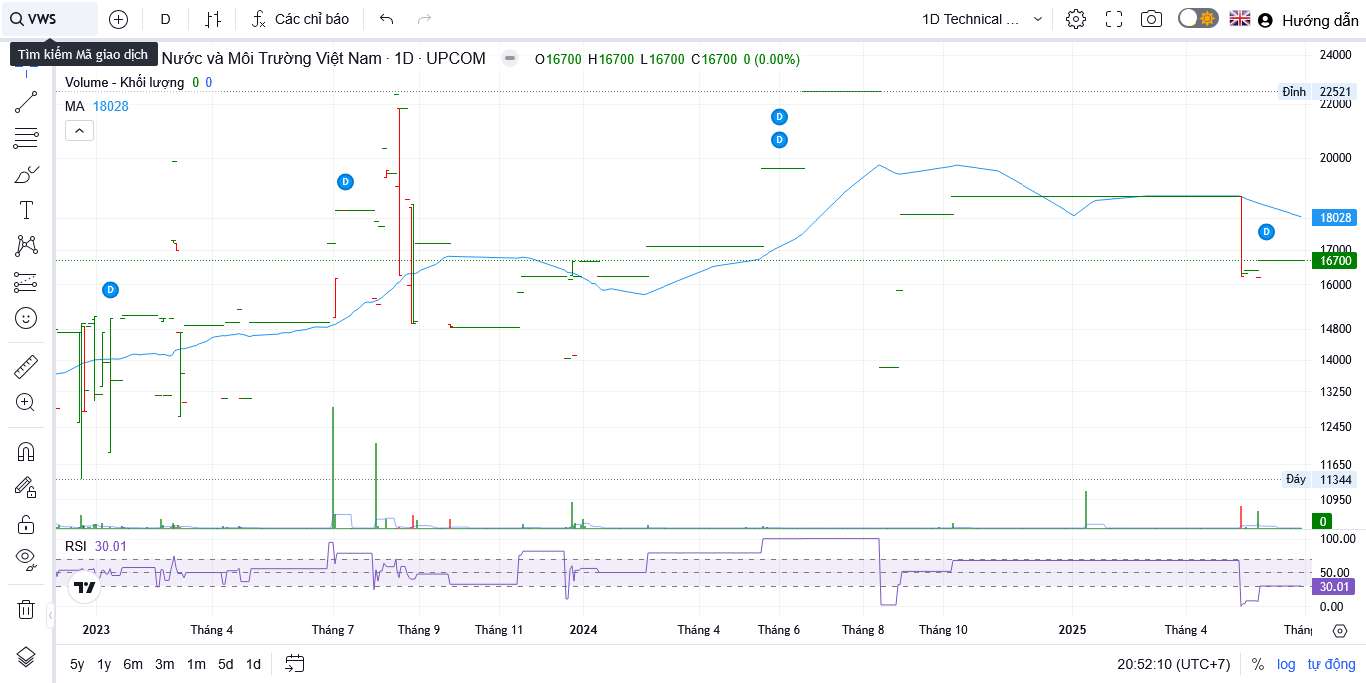 VWS
D
Các chỉ báo
1D Technical ...
Hướng dẫn
Tìm kiếm Mã giao dịch
Nước và Môi Trường Việt Nam · 1D · UPCOM
O16700 H16700 L16700 C16700 0 (0.00%)
Volume - Khối lượng 0 0
MA 18028
D
D
D
D
D
24000
Đỉnh 22521
22000
20000
18028
17000
16700
16000
14800
14000
13250
12450
11650
Đáy 11344
10950
0
RSI 30.01
100.00
50.00
30.01
0.00
2023 Tháng 4 Tháng 7 Tháng 9 Tháng 11 2024 Tháng 4 Tháng 6 Tháng 8 Tháng 10 2025 Tháng 4
5y 1y 6m 3m 1m 5d 1d
20:52:10 (UTC+7) % log tự động